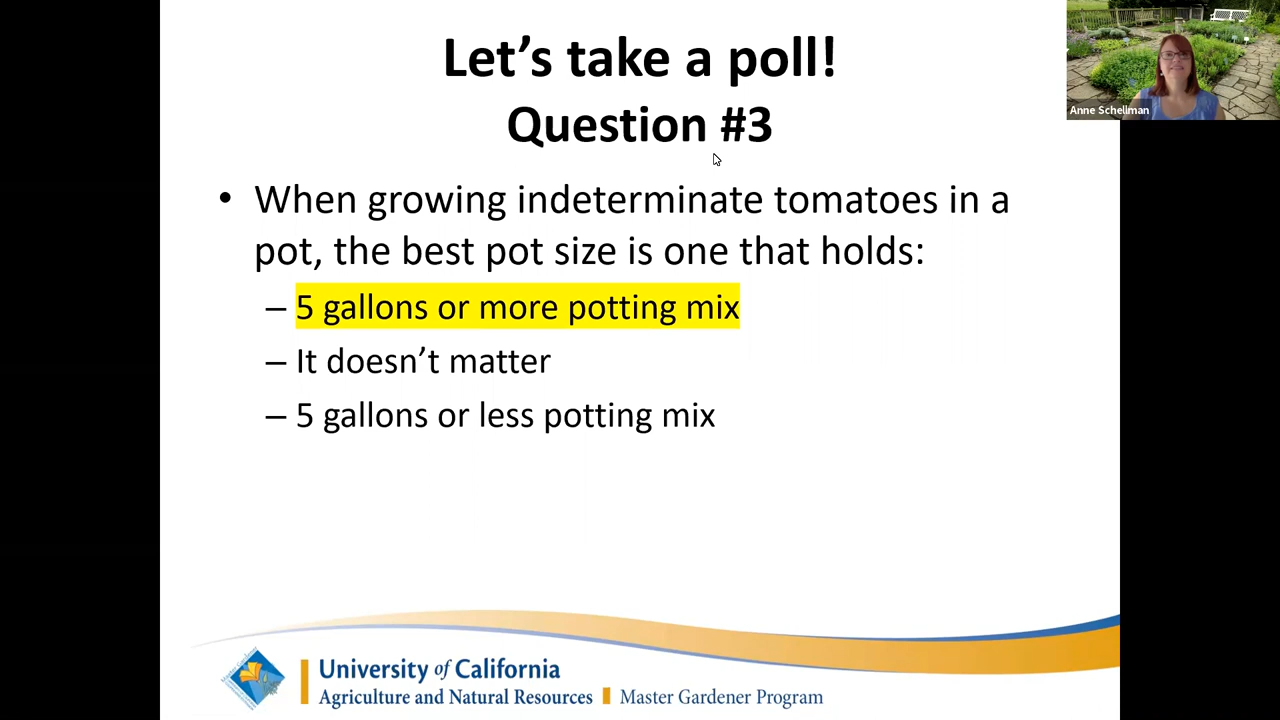 Let's take a poll!
Question #3
Anne Schellman
• When growing indeterminate tomatoes in a
pot, the best pot size is one that holds:
– 5 gallons or more potting mix
– It doesn't matter
– 5 gallons or less potting mix
University of California
Agriculture and Natural Resources Master Gardener Program